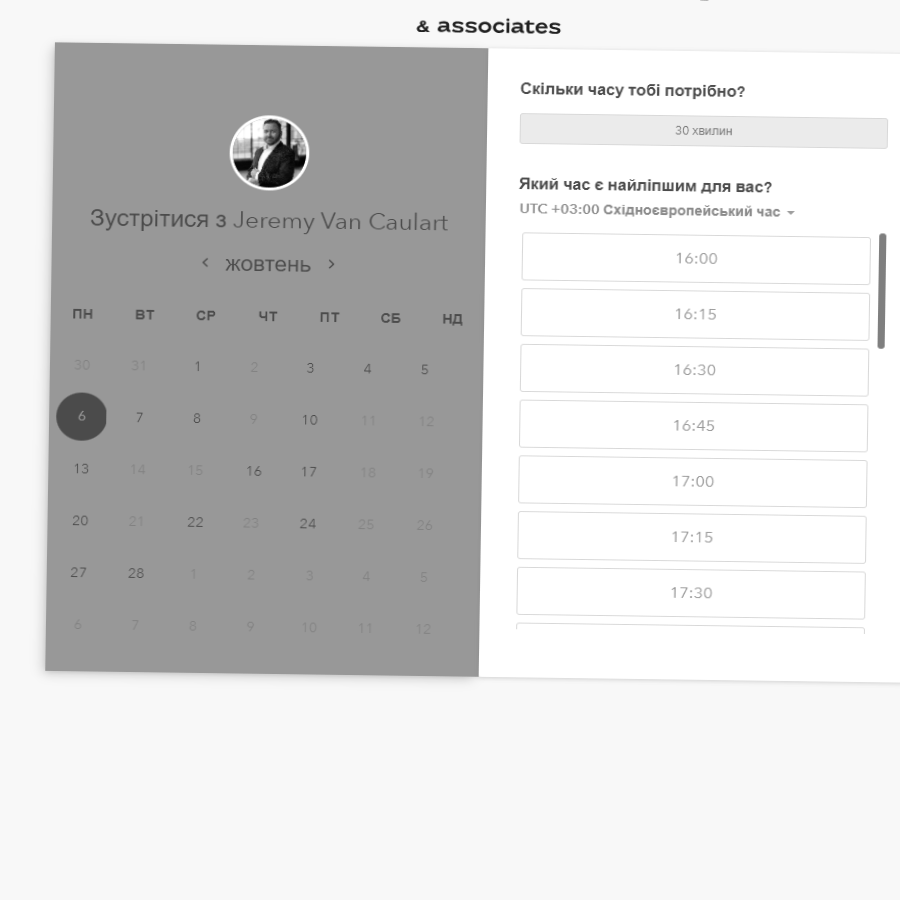 & associates
Зустрітися з Jeremy Van Caulart
жовтень
ПН ВТ СР ЧТ ПТ СБ НД
30 31 1 2 3 4 5
6 7 8 9 10 11 12
13 14 15 16 17 18 19
20 21 22 23 24 25 26
27 28 1 2 3 4 5
6 7 8 9 10 11 12
Скільки часу тобі потрібно?
30 хвилин
Який час є найліпшим для вас?
UTC +03:00 Східноєвропейський час
16:00
16:15
16:30
16:45
17:00
17:15
17:30